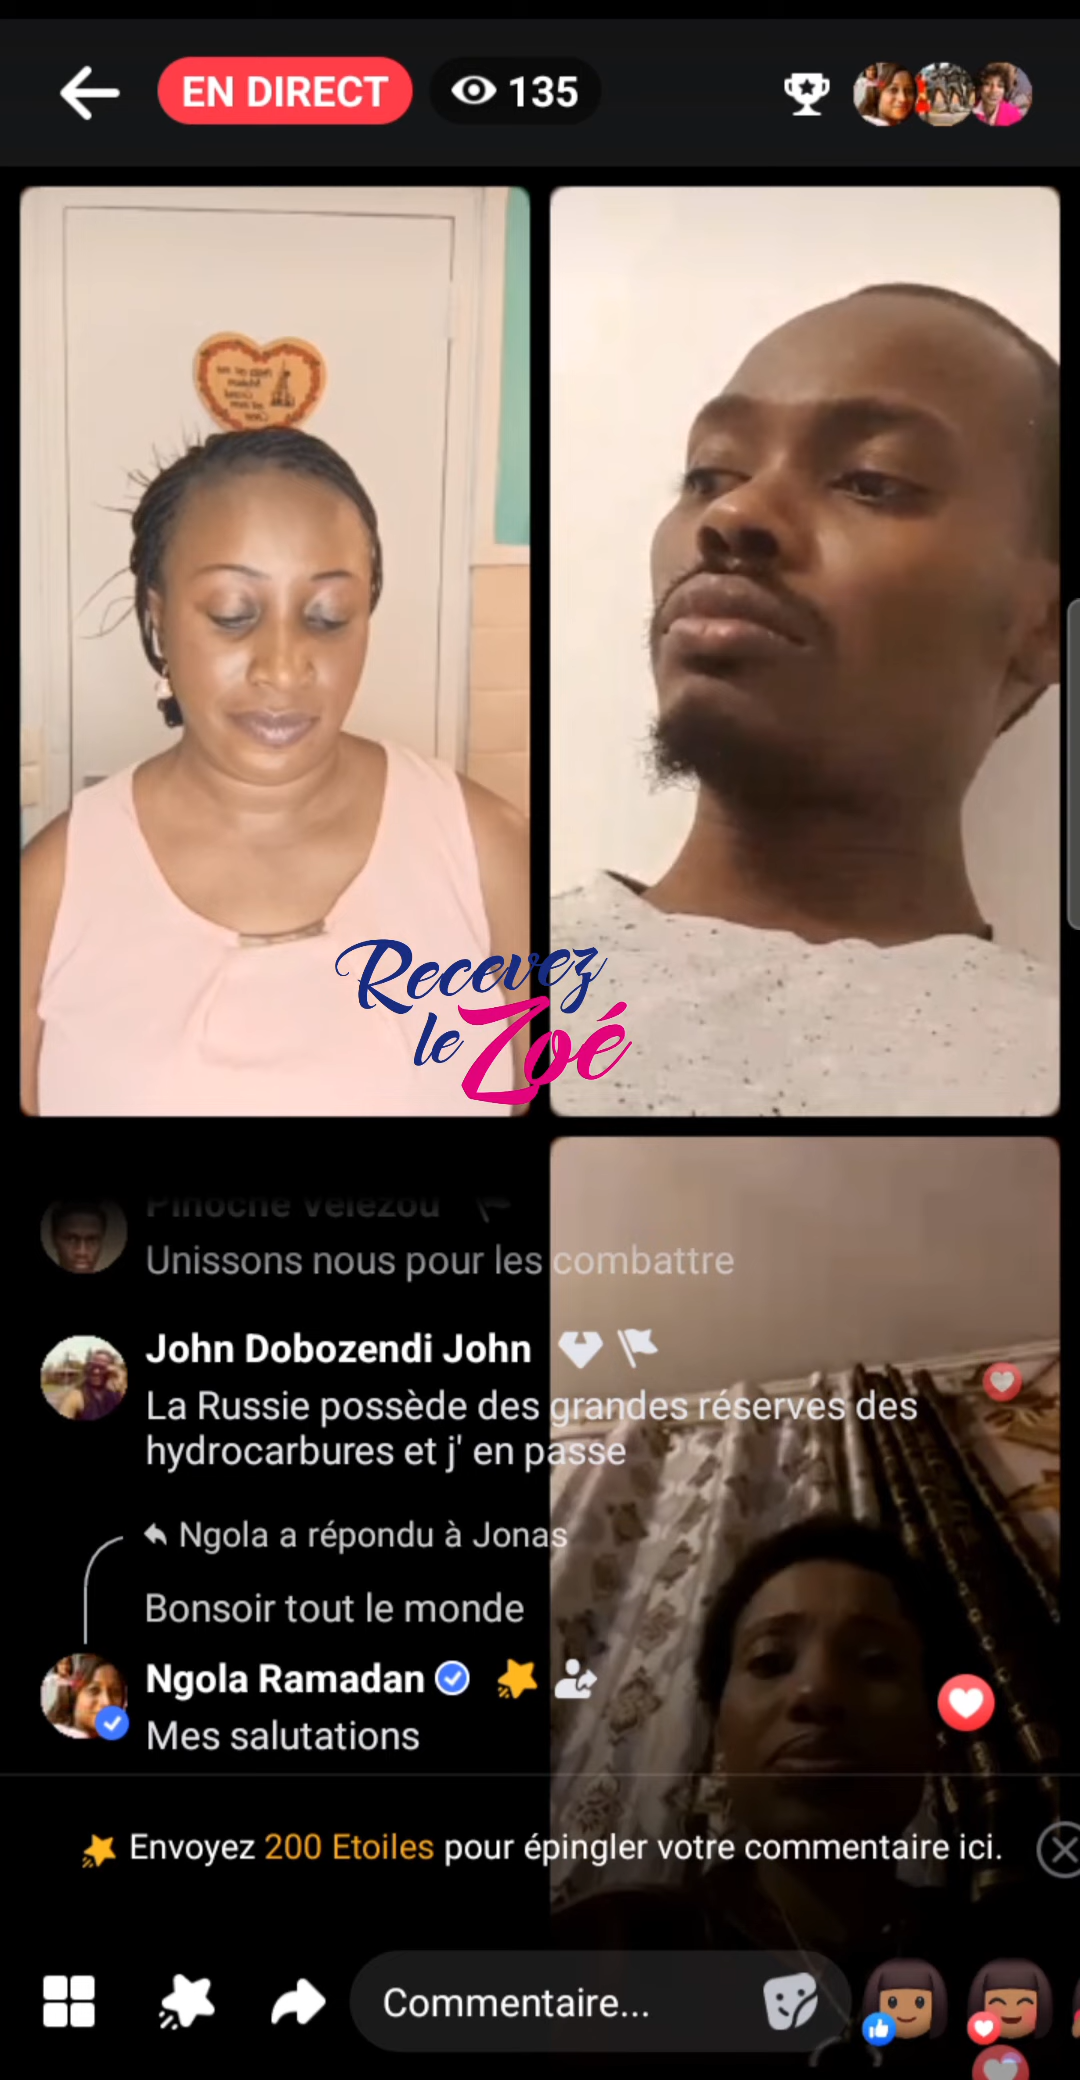 EN DIRECT
135
Recevez
le Zoé
Pinoche Velezou
Unissons nous pour les combattre
John Dobozendi John
La Russie possède des grandes réserves des
hydrocarbures et j' en passe
Ngola a répondu à Jonas
Bonsoir tout le monde
Ngola Ramadan
Mes salutations
Envoyez 200 Etoiles pour épingler votre commentaire ici.
Commentaire...